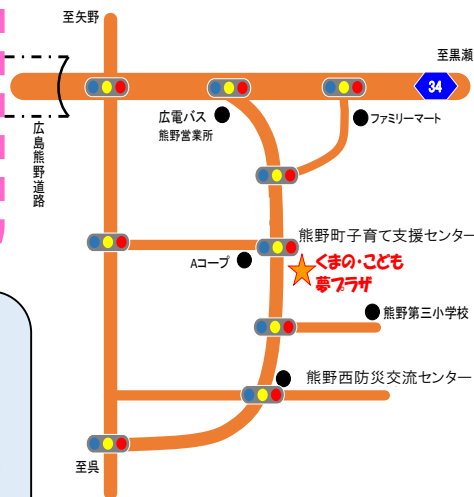 至矢野
至黒瀬
34
広電バス
熊野営業所
ファミリーマート
広島熊野道路
熊野町子育て支援センター
くまの・こども
夢プラザ
Aコープ
熊野第三小学校
熊野西防災交流センター
至呉